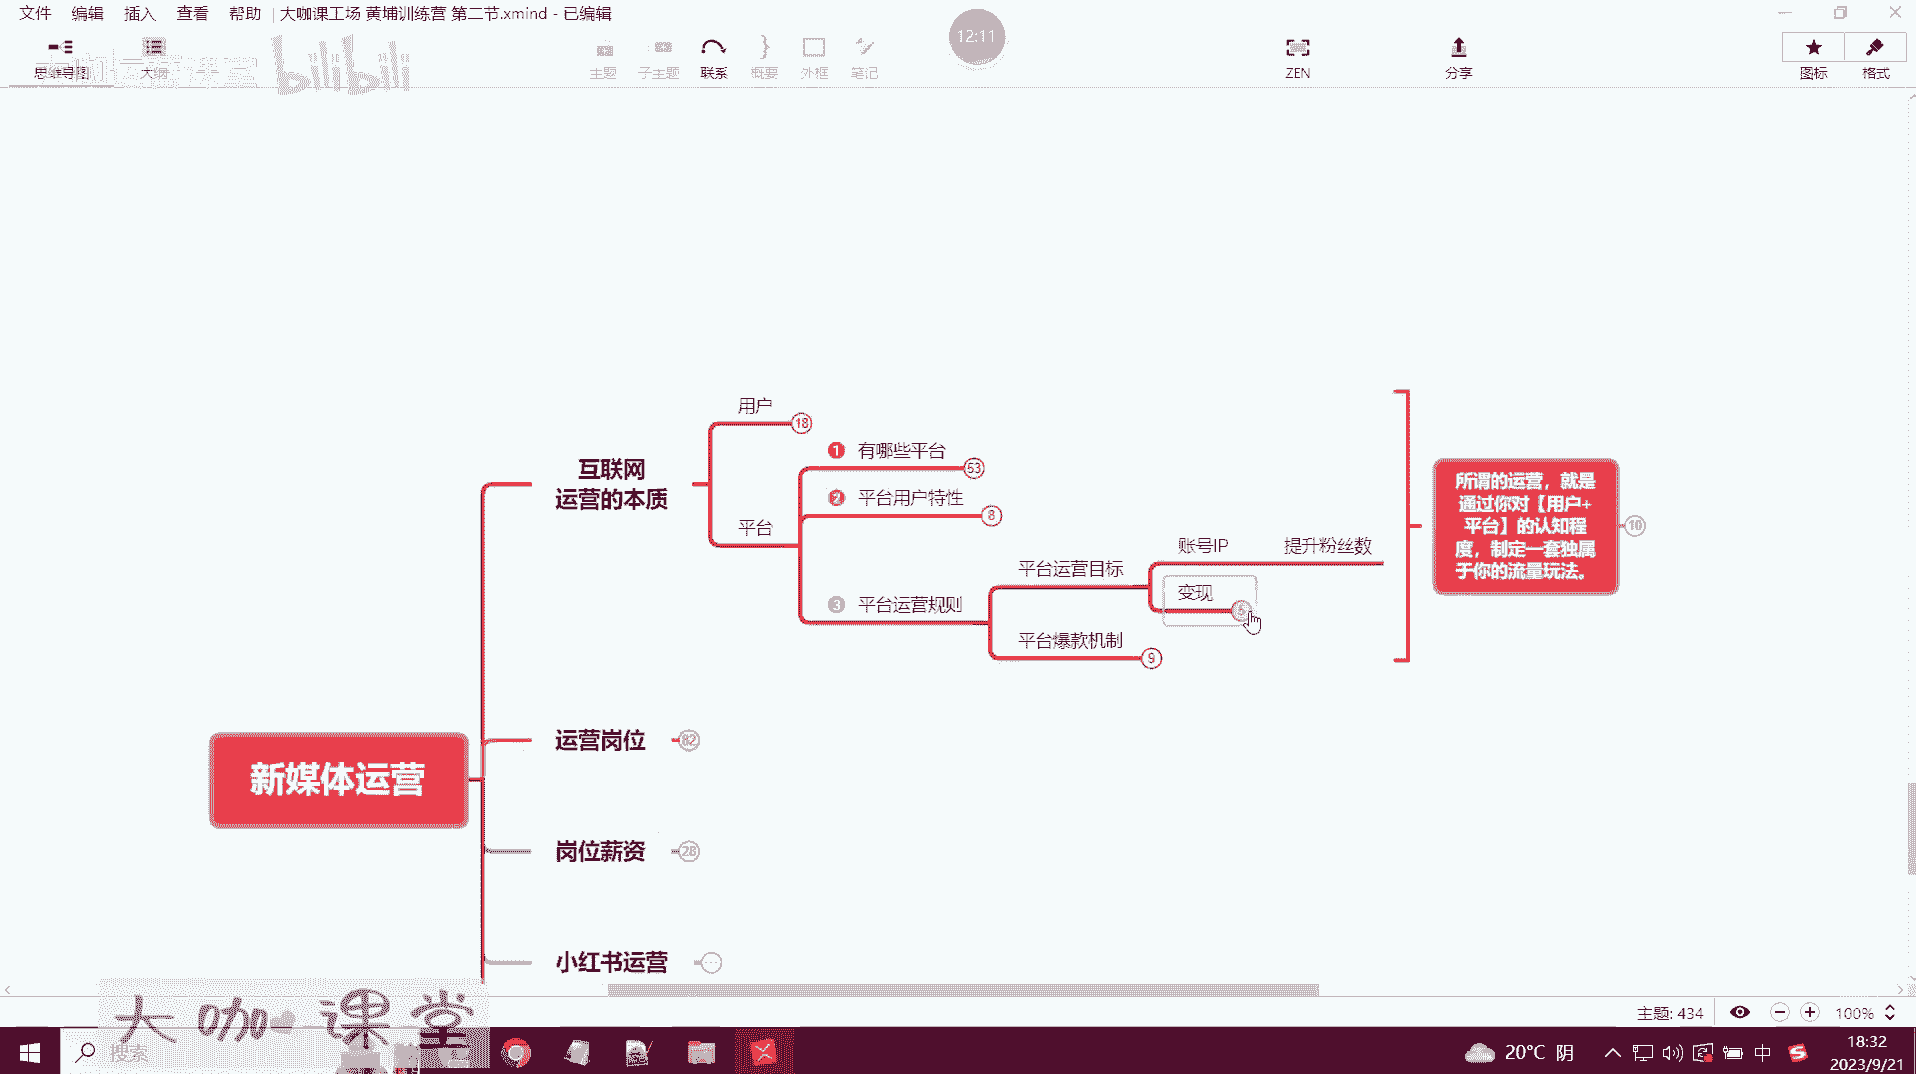 文件 编辑 插入 查看 帮助 大咖课工场 黄埔训练营 第二节.xmind - 已编辑
12:11
思维导图 大纲 主题 子主题 联系 概要 外框 笔记 ZEN 分享 图标 格式
bilibili
用户 18
1 有哪些平台 53
2 平台用户特性 8
互联网
运营的本质
平台
3 平台运营规则
平台运营目标
账号IP 提升粉丝数
变现
平台爆款机制 9
所谓的运营，就是
通过你对【用户+
平台】的认知程
度，制定一套独属
于你的流量玩法。
10
运营岗位 82
新媒体运营
岗位薪资 28
小红书运营
大咖课堂
主题: 434 100%
搜索
20°C 阴 中
18:32
2023/9/21